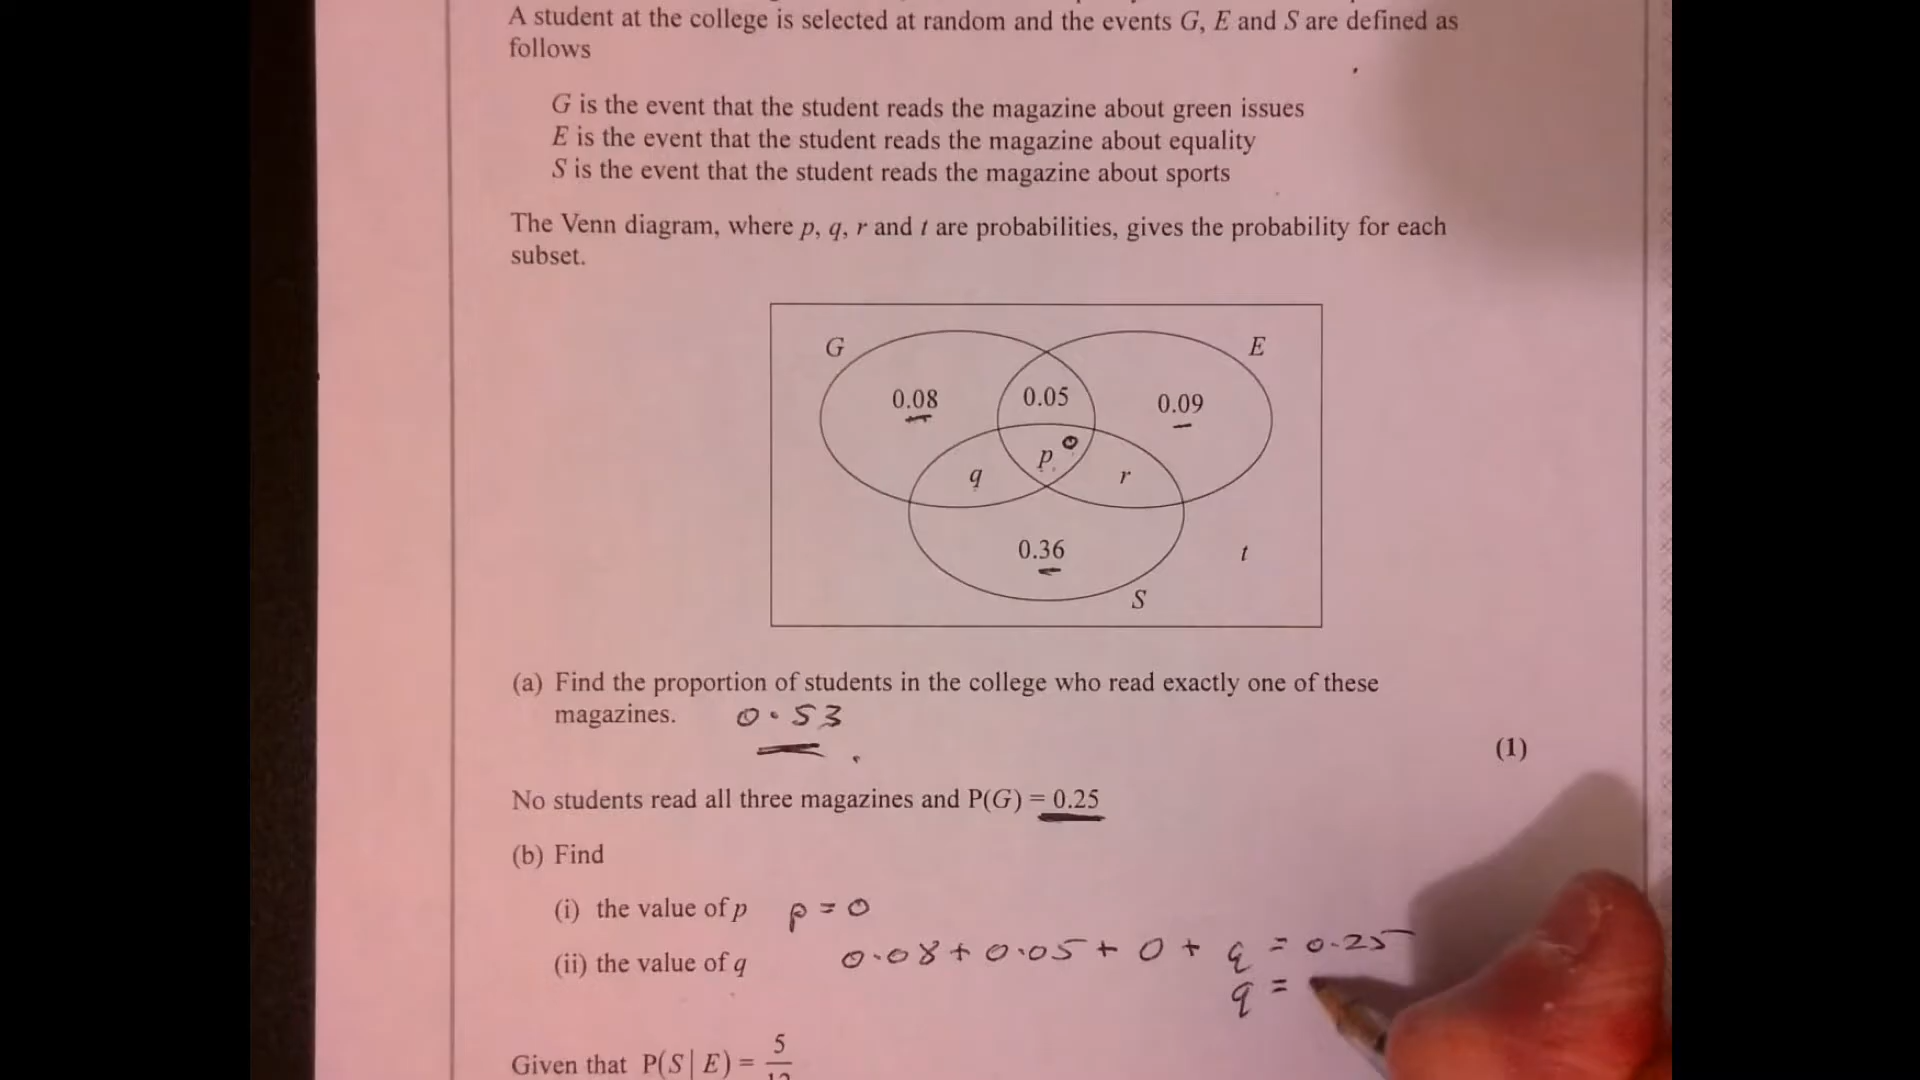 A student at the college is selected at random and the events G, E and S are defined as
follows
G is the event that the student reads the magazine about green issues
E is the event that the student reads the magazine about equality
S is the event that the student reads the magazine about sports
The Venn diagram, where p, q, r and t are probabilities, gives the probability for each
subset.
G
E
0.08
0.05
0.09
p 0
q
r
0.36
t
S
(a) Find the proportion of students in the college who read exactly one of these
magazines. 0.53
(1)
No students read all three magazines and P(G) = 0.25
(b) Find
(i) the value of p p = 0
(ii) the value of q 0.08 + 0.05 + 0 + q = 0.25
q =
Given that P(S | E) = 5